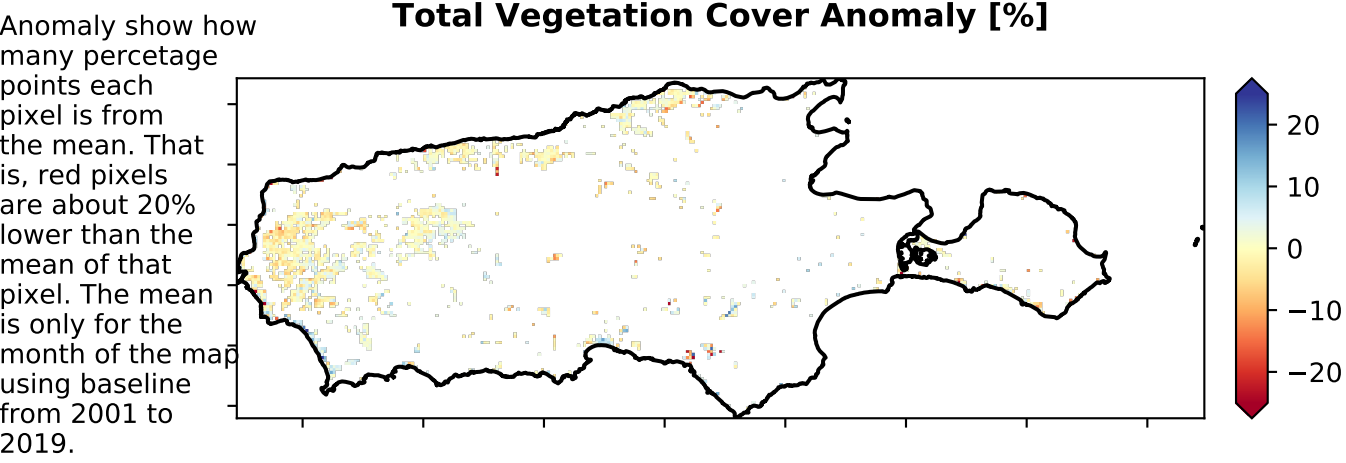 Total Vegetation Cover Anomaly [%]
Anomaly show how
many percetage
points each
pixel is from
the mean. That
is, red pixels
are about 20%
lower than the
mean of that
pixel. The mean
is only for the
month of the map
using baseline
from 2001 to
2019.
20
10
0
−10
−20